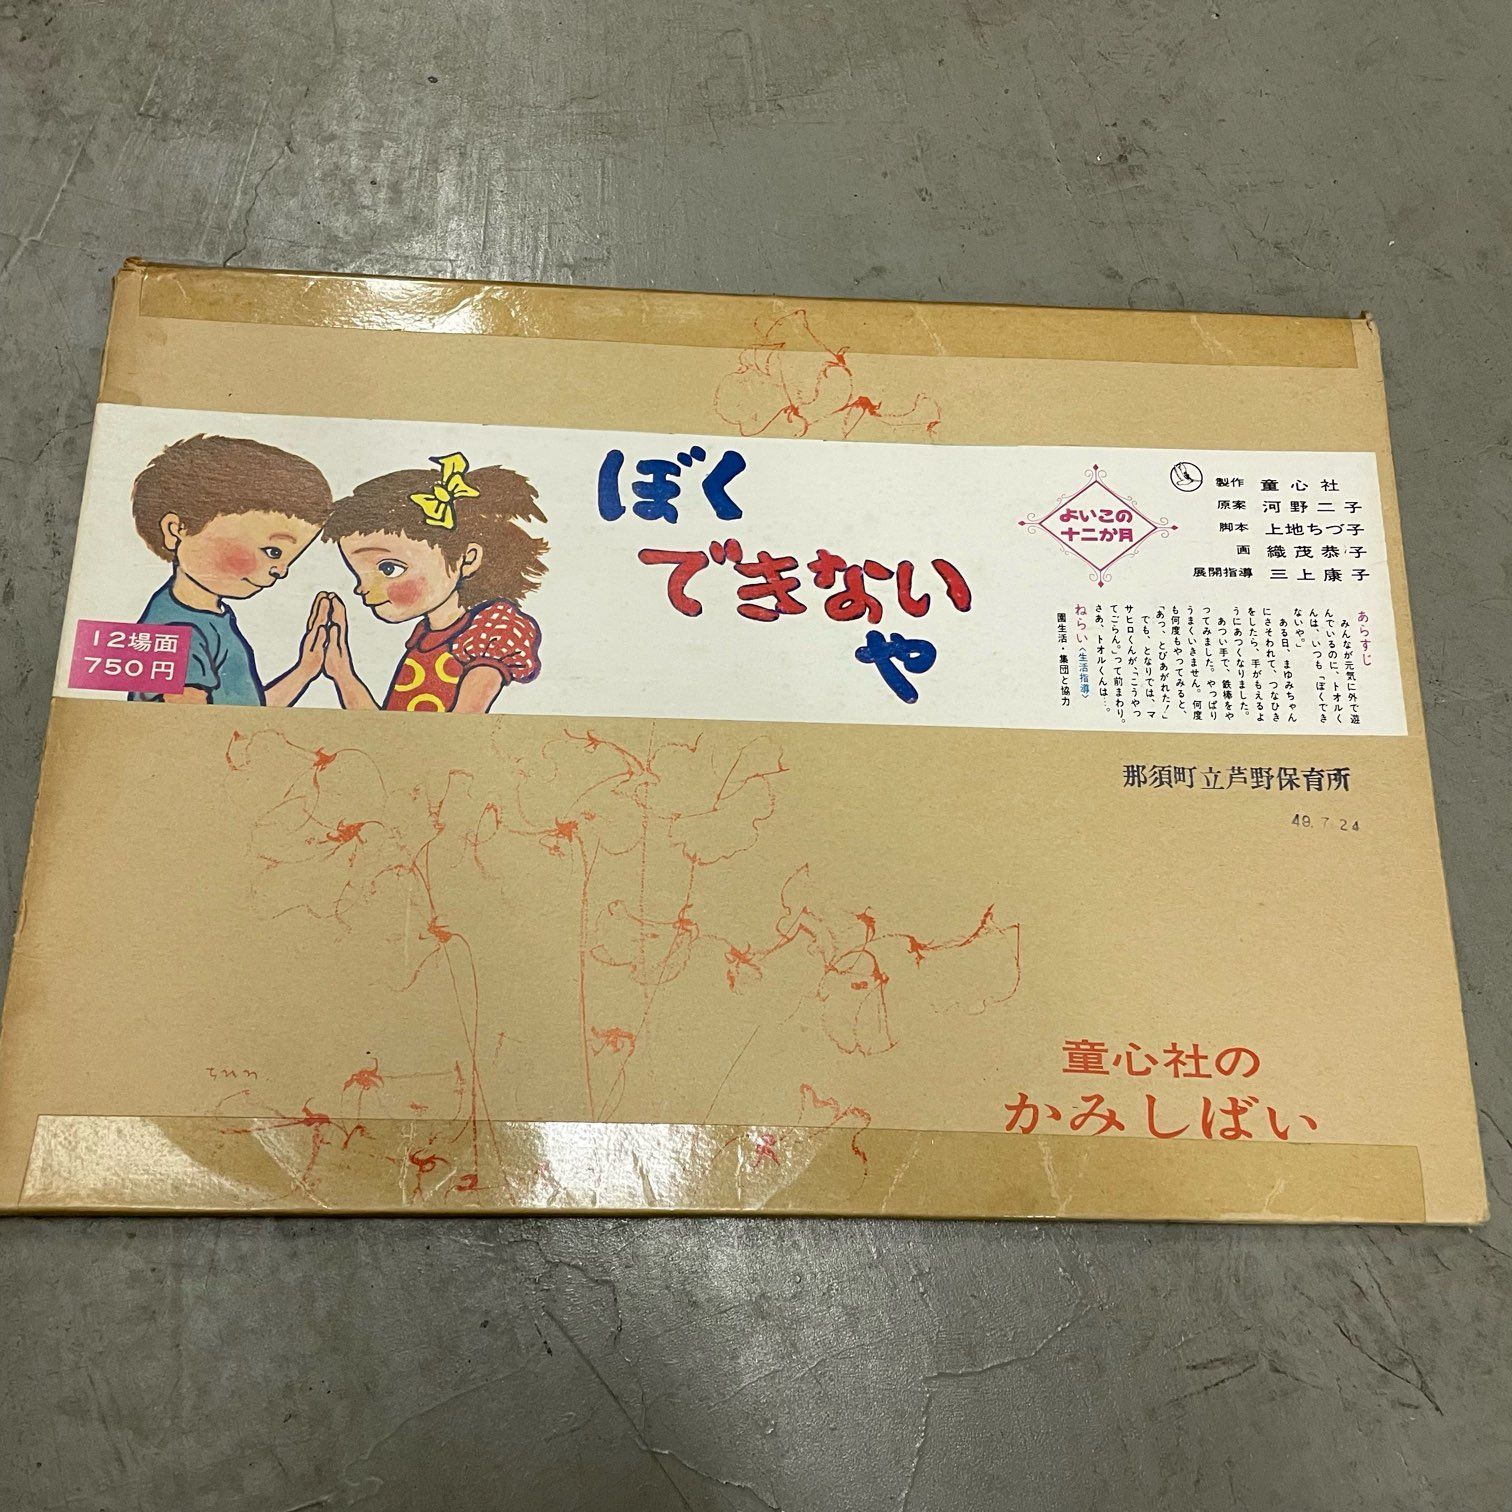 ぼく
できない
や
12場面
750円
よいこの
十二か月
製作 童心社
原案 河野二子
脚本 上地ちづ子
画 織茂恭子
展開指導 三上康子
あらすじ
みんなが元気に外で遊
んでいるのに、トオルく
んは、いつも「ぼくでき
ないや。」
ある日、まゆみちゃん
にさそわれて、つなひき
をしたら、手がもえるよ
うにあつくなりました。
あつい手で、鉄棒をや
ってみました。やっぱり
うまくいきません。何度
も何度もやってみると、
「あっ、とびあがれた!」
でも、となりでは、マ
サヒロくんが、「こうやっ
てごらん。」って前まわり。
さあ、トオルくんは…。
ねらい〈生活指導〉
園生活・集団と協力
那須町立芦野保育所
49.7.24
童心社の
かみしばい